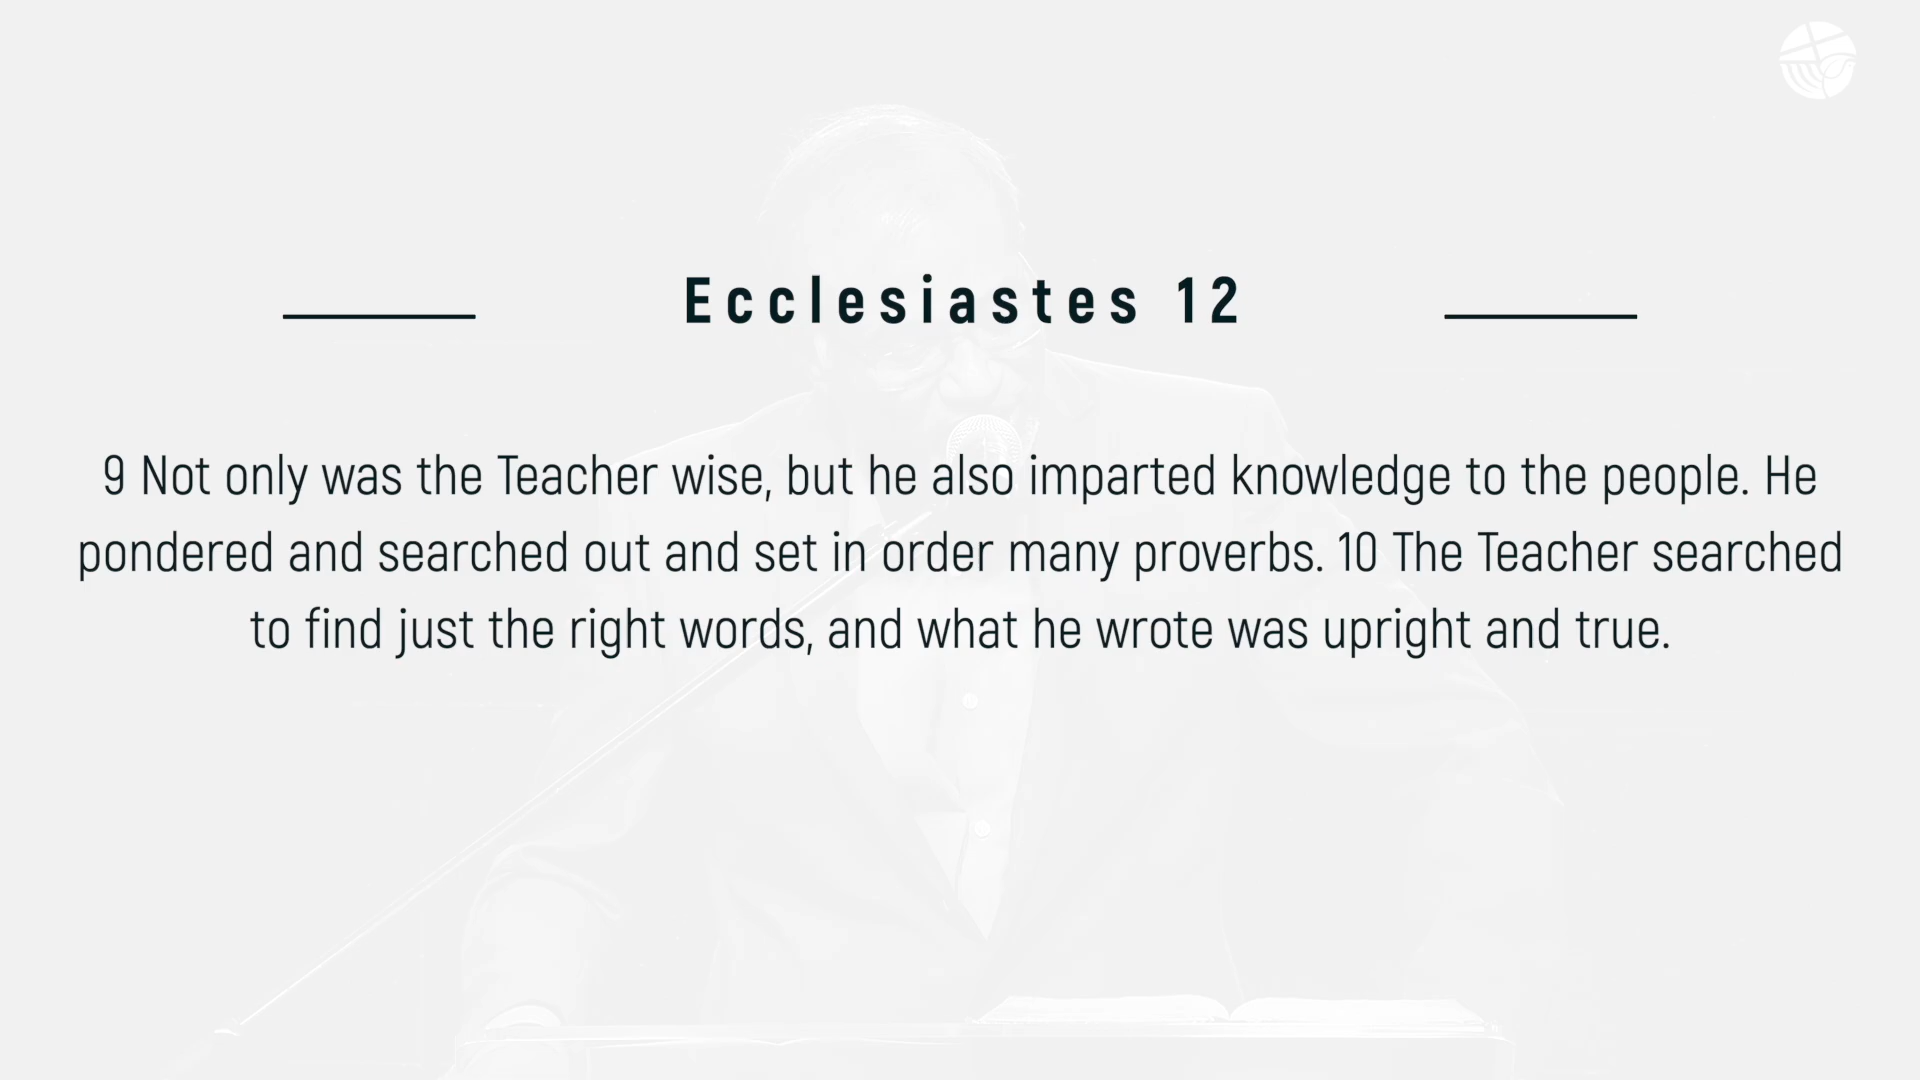 Ecclesiastes 12
9 Not only was the Teacher wise, but he also imparted knowledge to the people. He
pondered and searched out and set in order many proverbs. 10 The Teacher searched
to find just the right words, and what he wrote was upright and true.